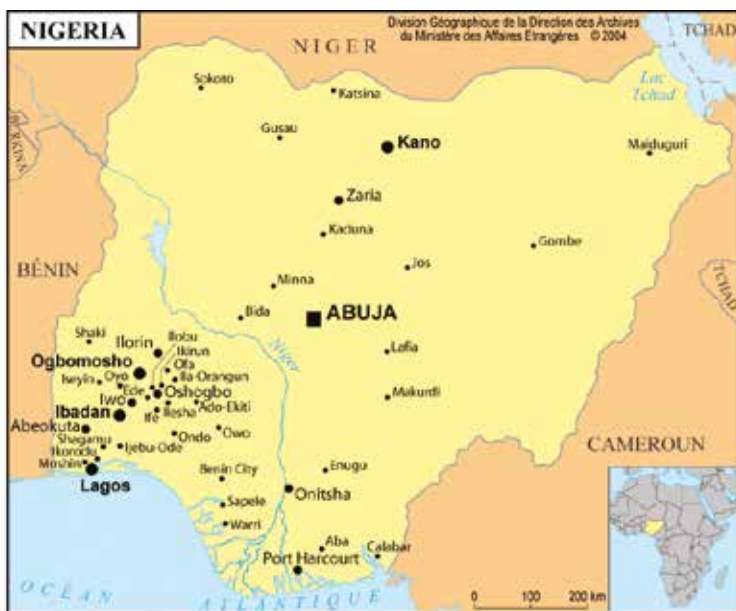 NIGERIA
Division Géographique de la Direction des Archives
du Ministère des Affaires Etrangères © 2004
NIGER
TCHAD
Lac
Tchad
BURKINA
Sokoto
Katsina
Gusau
Kano
Maiduguri
Zaria
Kaduna
Gombe
Jos
BÉNIN
TCHAD
Minna
Bida
ABUJA
Niger
Shaki
Ilorin
Ilobu
Ikirun
Ofa
Lafia
Ogbomosho
Ila-Orangun
Iseyin
Oyo
Ede
Oshogbo
Makurdi
Iwo
Ibadan
Ife
Ilesha
Ado-Ekiti
Abeokuta
Ondo
Owo
Shagamu
Ijebu-Ode
CAMEROUN
Ikorodu
Moshin
Lagos
Benin City
Enugu
Onitsha
Sapele
Warri
Aba
Calabar
Port Harcourt
OCÉAN
ATLANTIQUE
0 100 200 km